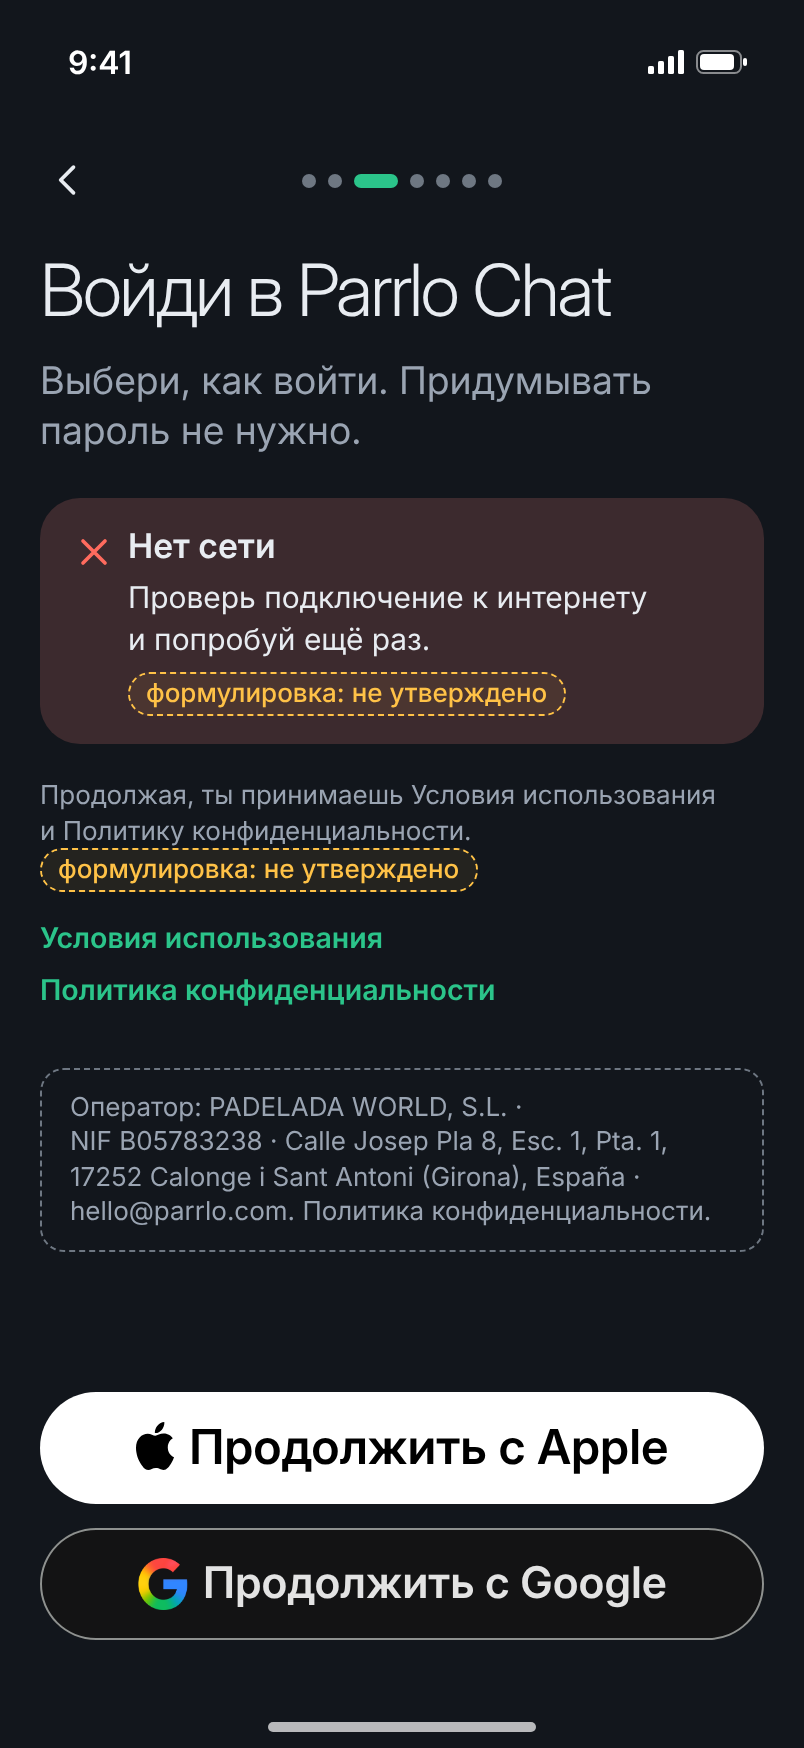 9:41
Войди в Parrlo Chat
Выбери, как войти. Придумывать
пароль не нужно.
Нет сети
Проверь подключение к интернету
и попробуй ещё раз.
формулировка: не утверждено
Продолжая, ты принимаешь Условия использования
и Политику конфиденциальности.
формулировка: не утверждено
Условия использования
Политика конфиденциальности
Оператор: PADELADA WORLD, S.L. ·
NIF B05783238 · Calle Josep Pla 8, Esc. 1, Pta. 1,
17252 Calonge i Sant Antoni (Girona), España ·
hello@parrlo.com. Политика конфиденциальности.
Продолжить с Apple
Продолжить с Google